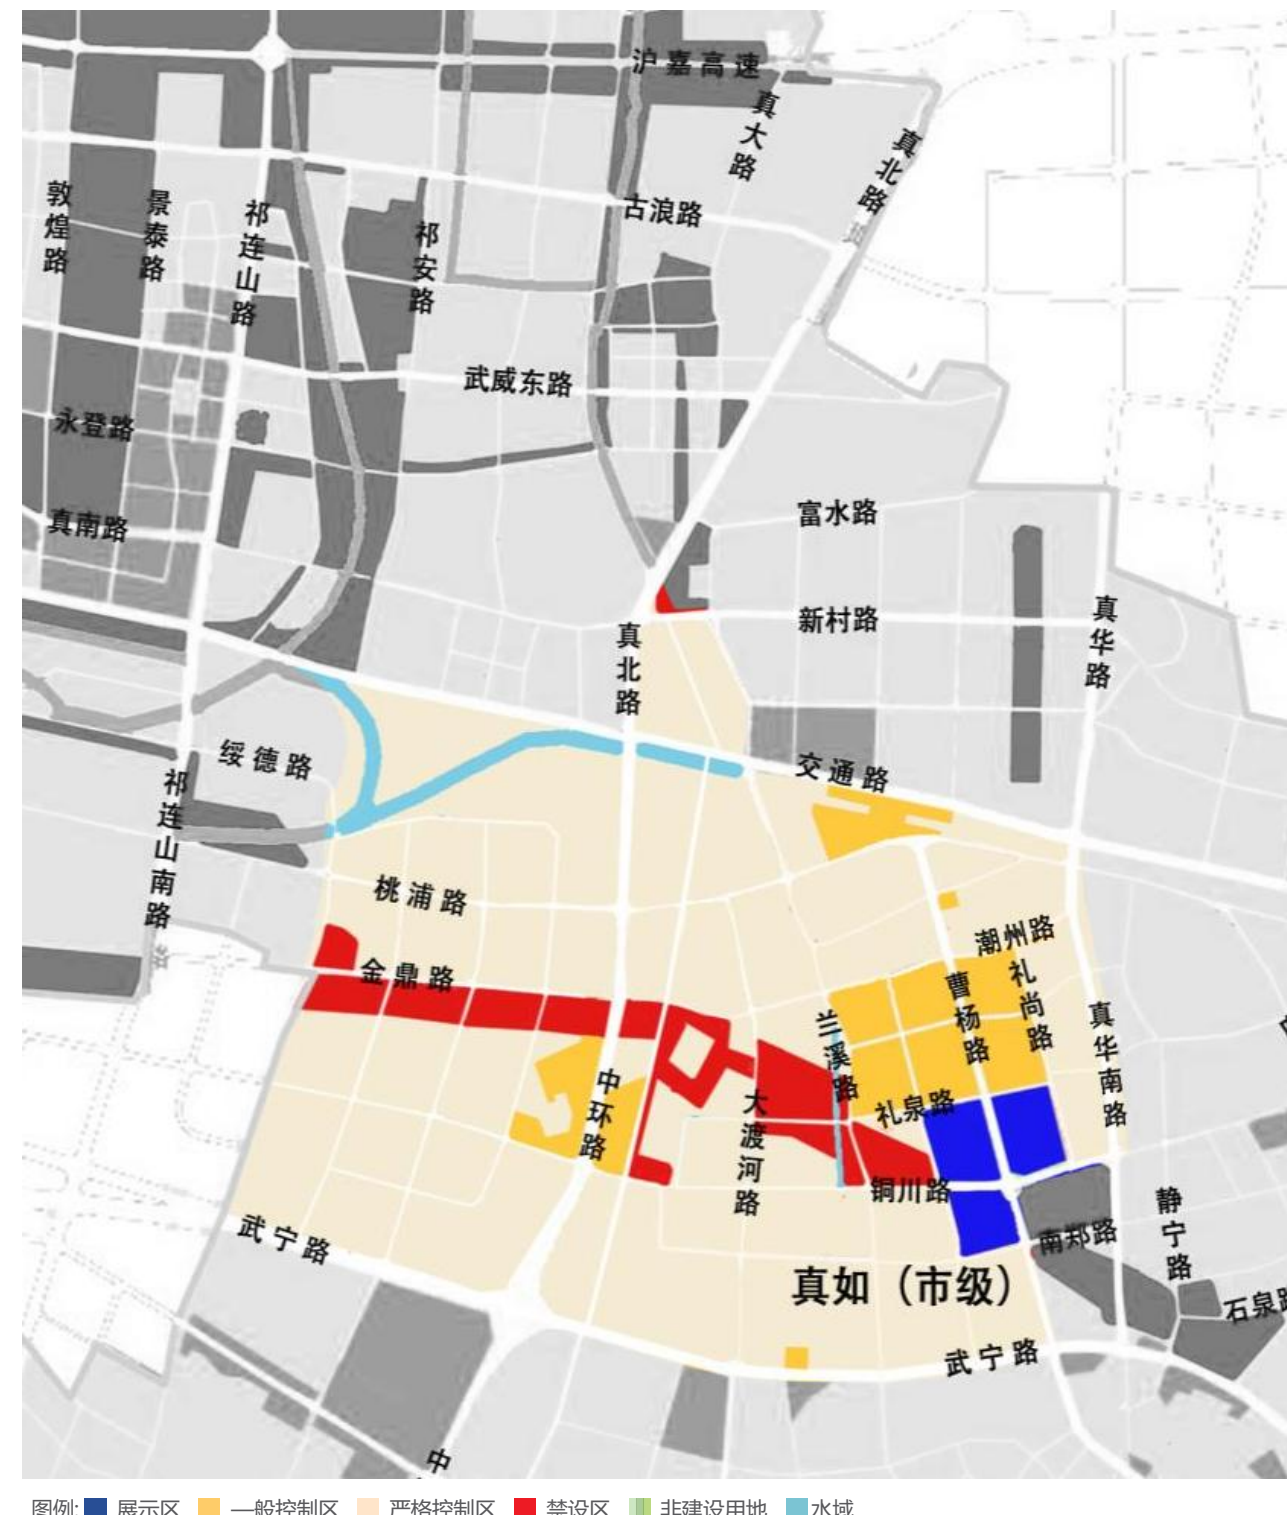 沪嘉高速
真大路
真北路
敦煌路
景泰路
祁连山路
祁安路
古浪路
武威东路
永登路
真南路
富水路
新村路
真北路
真华路
绥德路
祁连山南路
交通路
桃浦路
金鼎路
潮州路
礼尚路
曹杨路
兰溪路
真华南路
中环路
大渡河路
礼泉路
铜川路
静宁路
南郑路
武宁路
真如（市级）
石泉路
武宁路
中
图例: 展示区 一般控制区 严格控制区 禁设区 非建设用地 水域